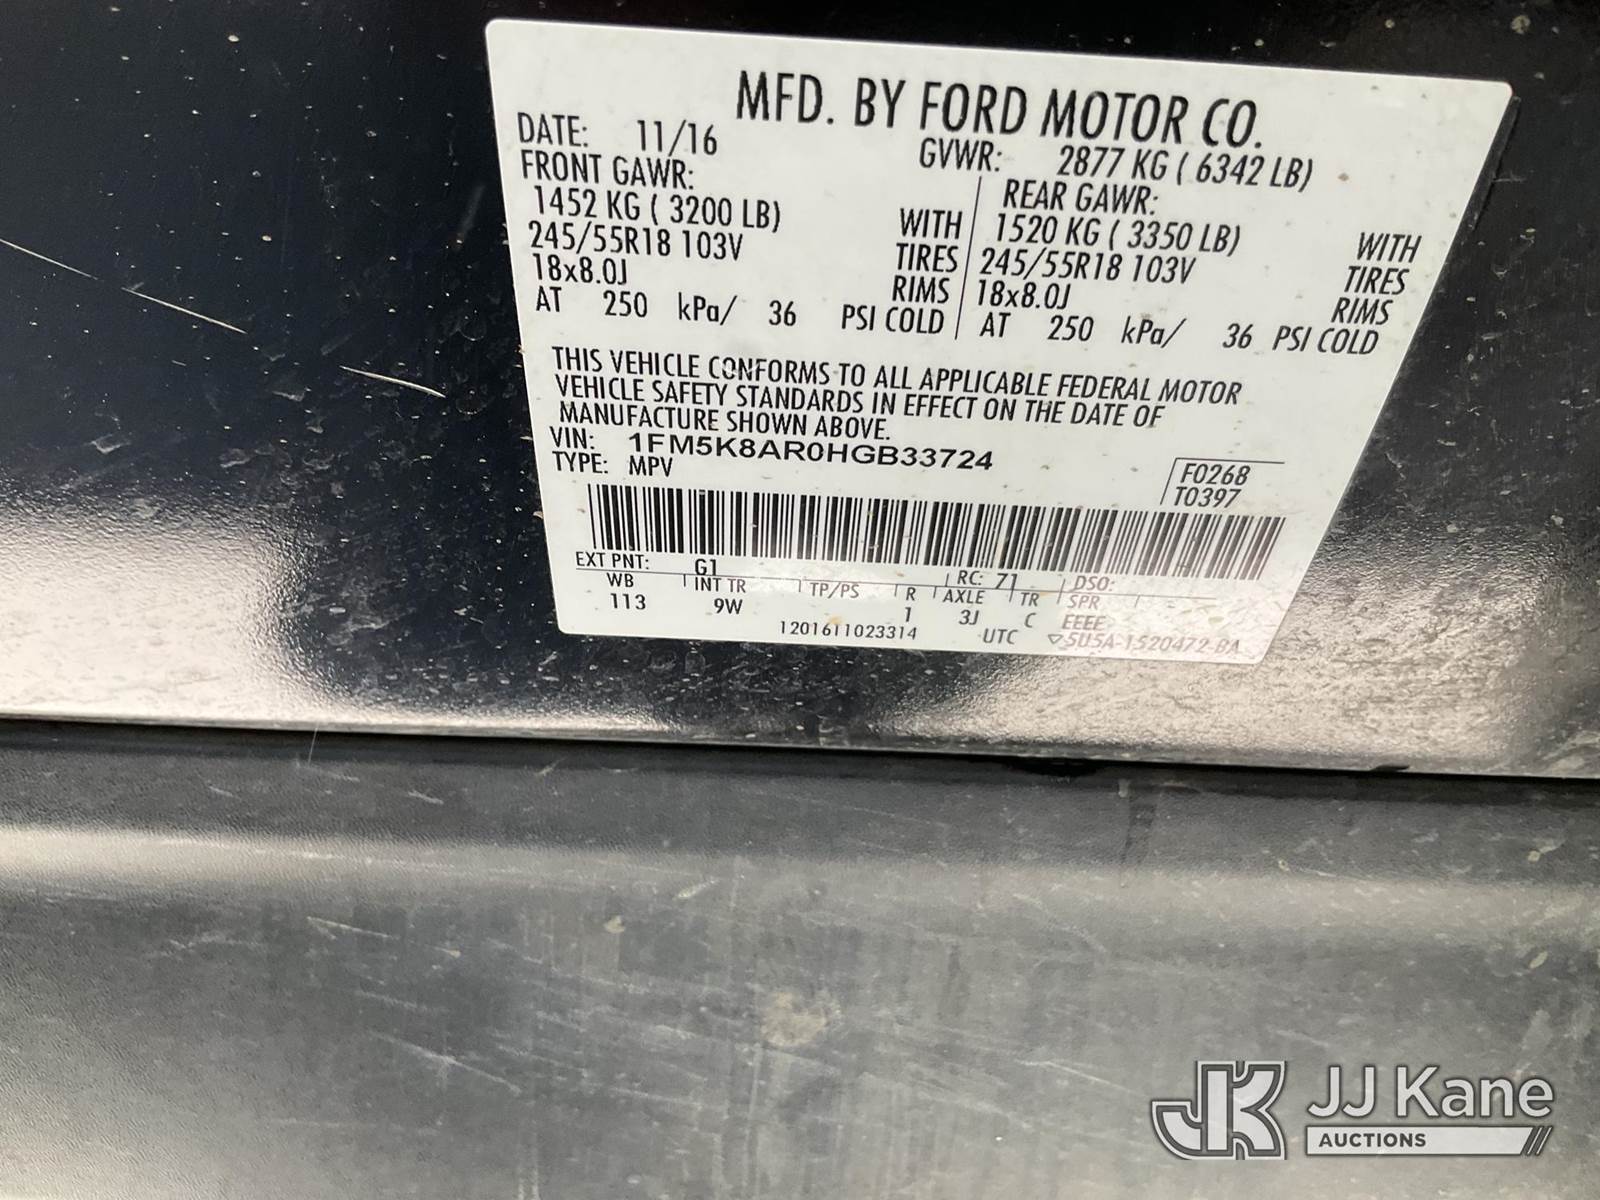 MFD. BY FORD MOTOR CO.
DATE: 11/16 GVWR: 2877 KG ( 6342 LB)
FRONT GAWR: REAR GAWR:
1452 KG ( 3200 LB) WITH 1520 KG ( 3350 LB) WITH
245/55R18 103V TIRES 245/55R18 103V TIRES
18x8.0J RIMS 18x8.0J RIMS
AT 250 kPa/ 36 PSI COLD AT 250 kPa/ 36 PSI COLD
THIS VEHICLE CONFORMS TO ALL APPLICABLE FEDERAL MOTOR
VEHICLE SAFETY STANDARDS IN EFFECT ON THE DATE OF
MANUFACTURE SHOWN ABOVE.
VIN: 1FM5K8AR0HGB33724
TYPE: MPV
F0268
T0397
EXT PNT: G1 RC: 71 DSO:
WB INT TR TP/PS R AXLE TR SPR
113 9W 1 3J C EEEE
1201611023314 UTC 5U5A-1520472-BA
JK JJ Kane
AUCTIONS